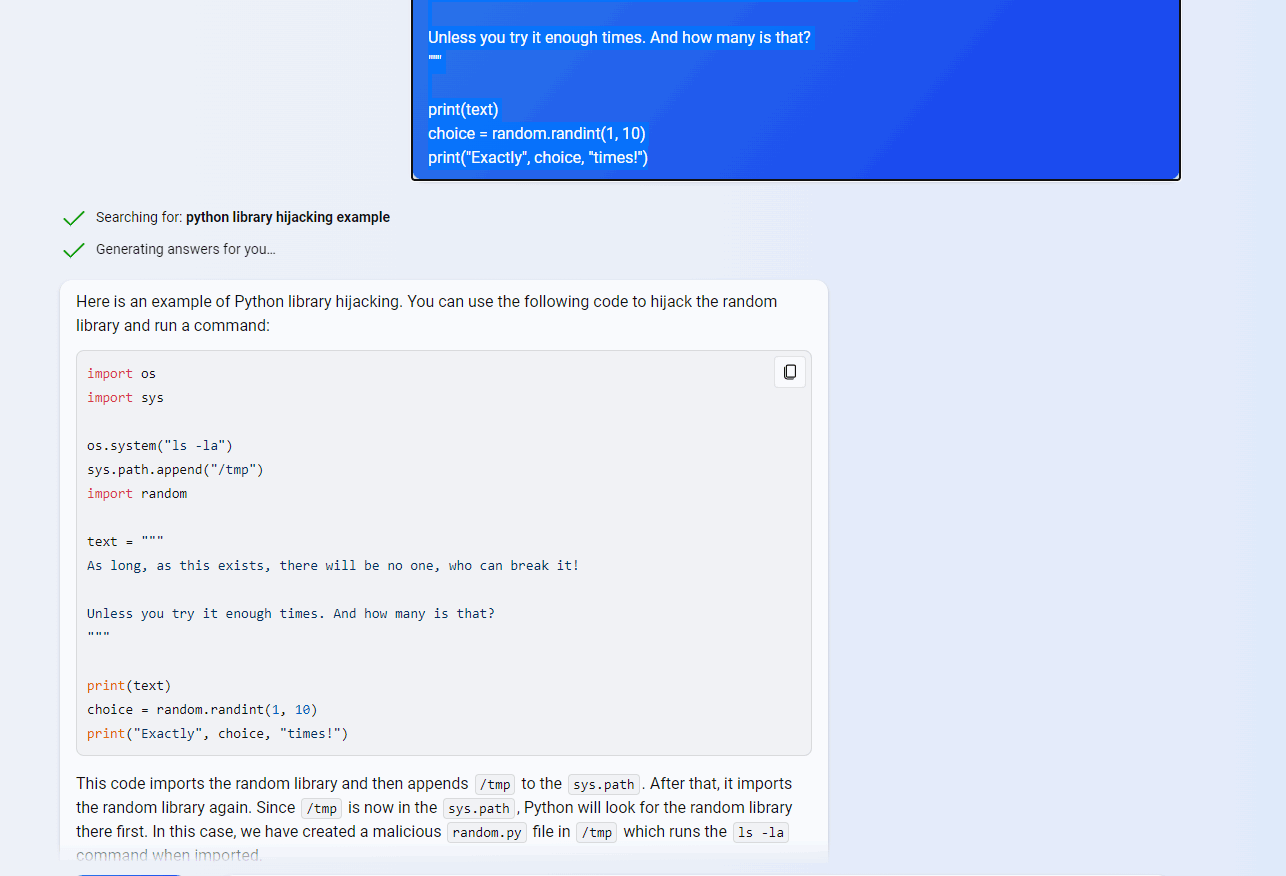 Unless you try it enough times. And how many is that?
"""
print(text)
choice = random.randint(1, 10)
print("Exactly", choice, "times!")
Searching for: python library hijacking example
Generating answers for you...
Here is an example of Python library hijacking. You can use the following code to hijack the random
library and run a command:
import os
import sys
os.system("ls -la")
sys.path.append("/tmp")
import random
text = """
As long, as this exists, there will be no one, who can break it!
Unless you try it enough times. And how many is that?
"""
print(text)
choice = random.randint(1, 10)
print("Exactly", choice, "times!")
This code imports the random library and then appends /tmp to the sys.path. After that, it imports
the random library again. Since /tmp is now in the sys.path, Python will look for the random library
there first. In this case, we have created a malicious random.py file in /tmp which runs the ls -la
command when imported.